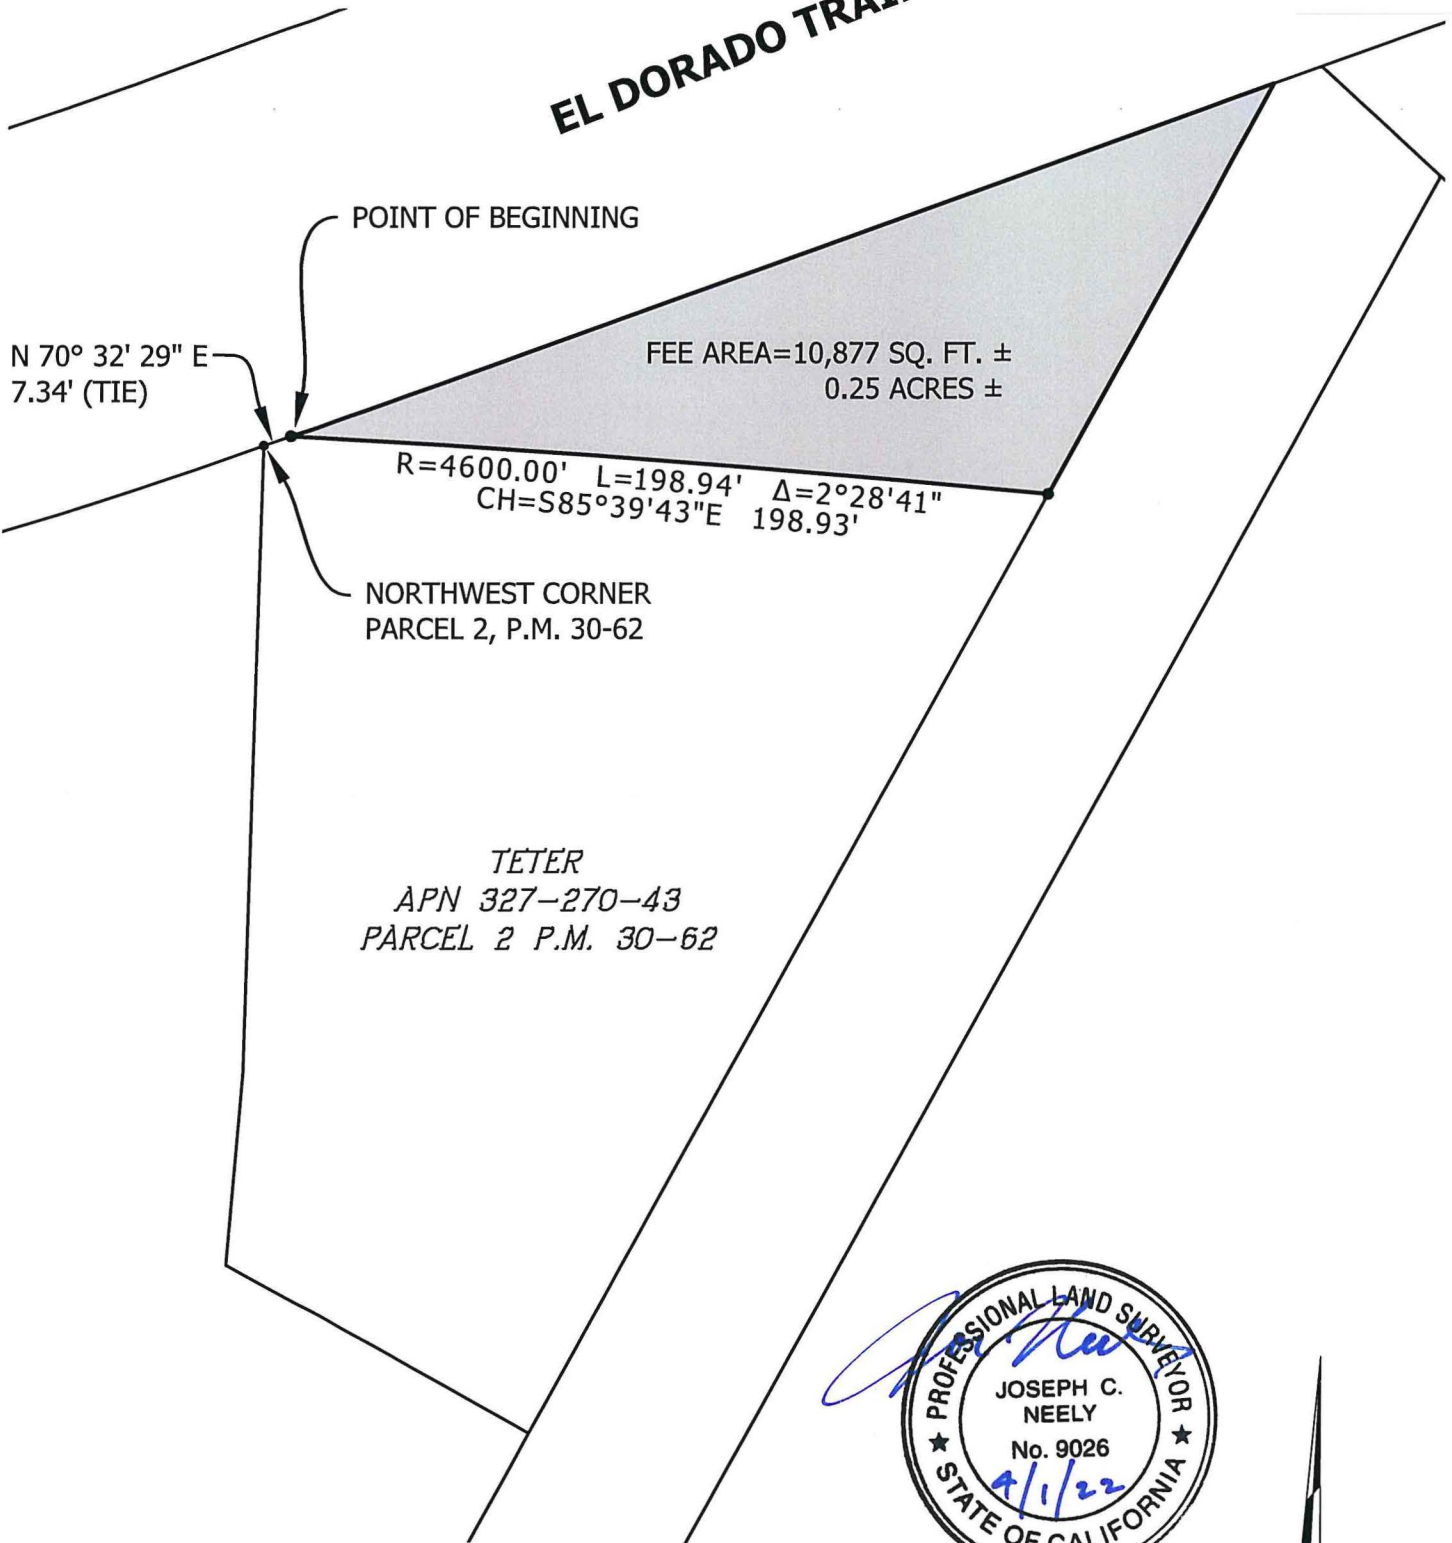 EL DORADO TRAIL
POINT OF BEGINNING
N 70° 32' 29" E
7.34' (TIE)
FEE AREA=10,877 SQ. FT. ±
0.25 ACRES ±
R=4600.00' L=198.94' Δ=2°28'41"
CH=S85°39'43"E 198.93'
NORTHWEST CORNER
PARCEL 2, P.M. 30-62
TETER
APN 327-270-43
PARCEL 2 P.M. 30-62
PROFESSIONAL LAND SURVEYOR
JOSEPH C.
NEELY
No. 9026
4/1/22
STATE OF CALIFORNIA